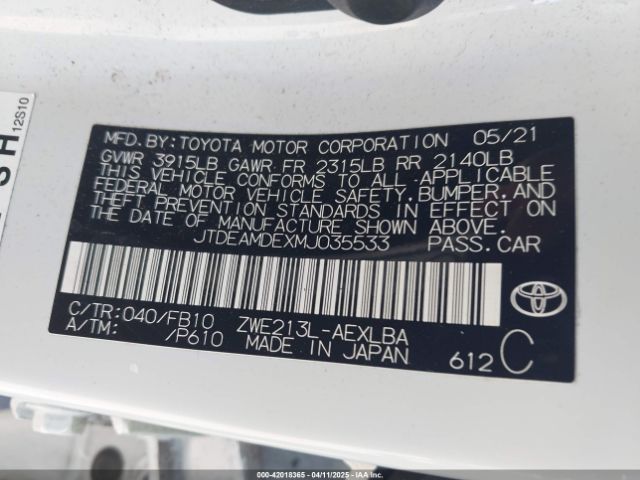 MFD.BY:TOYOTA MOTOR CORPORATION 05/21
GVWR 3915LB GAWR FR 2315LB RR 2140LB
THIS VEHICLE CONFORMS TO ALL APPLICABLE
FEDERAL MOTOR VEHICLE SAFETY,BUMPER,AND
THEFT PREVENTION STANDARDS IN EFFECT ON
THE DATE OF MANUFACTURE SHOWN ABOVE.
JTDEAMDEXMJ035533 PASS.CAR
C/TR:040/FB10 ZWE213L-AEXLBA
A/TM: /P610 MADE IN JAPAN 612 C
12S10
000-42018365 - 04/11/2025 - IAAI.COM